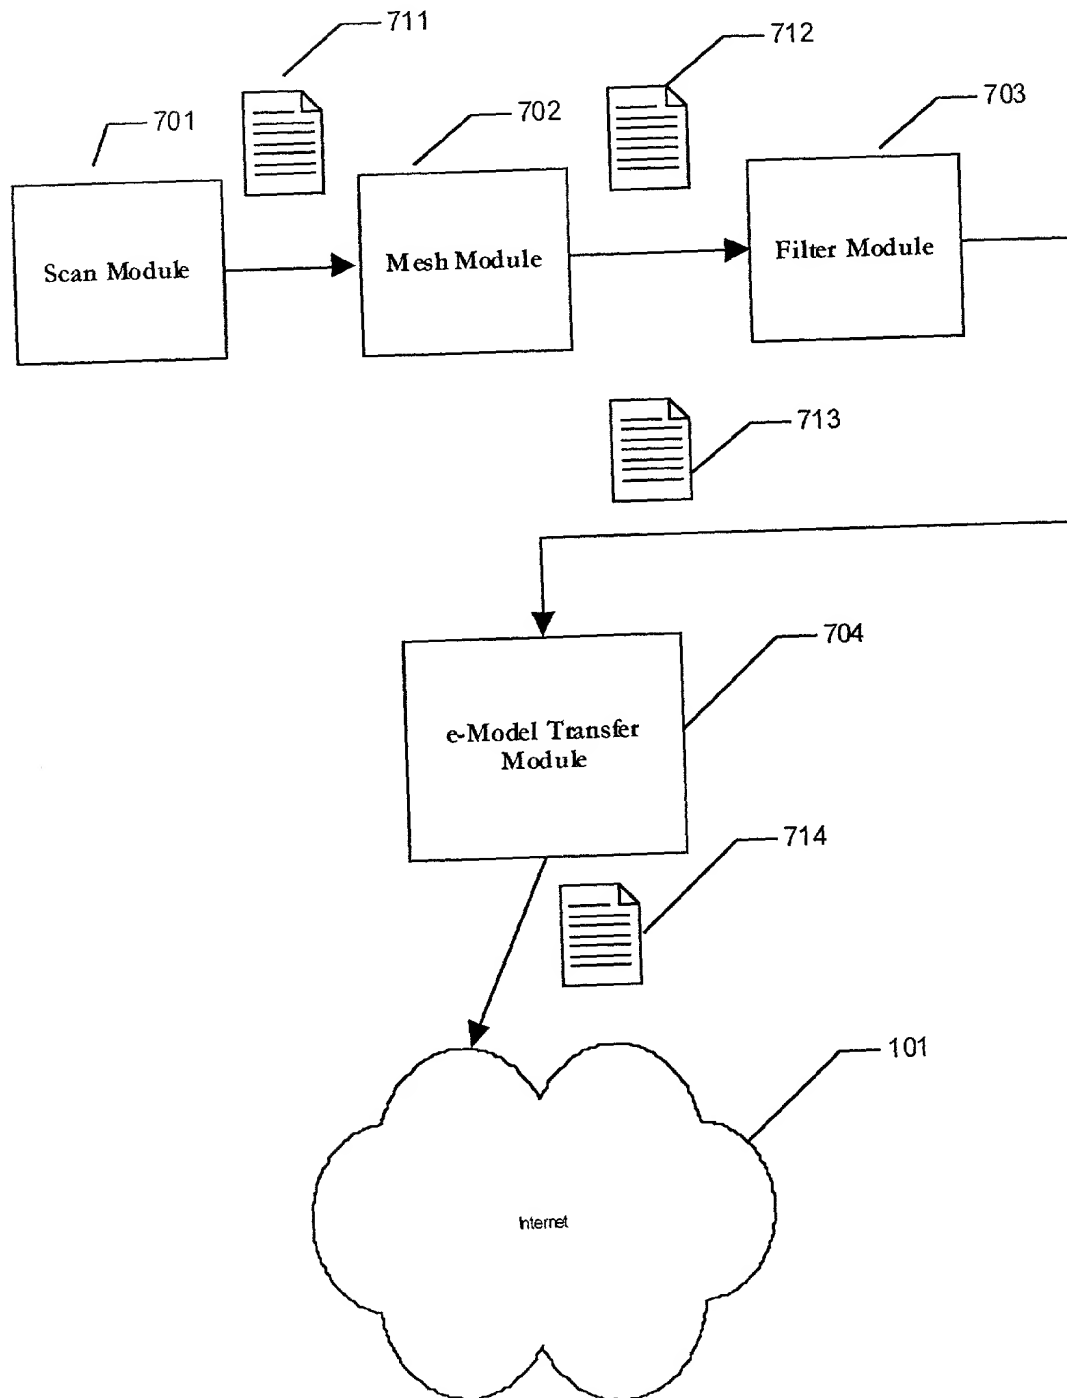 711
712
701
702
703
Scan Module
Mesh Module
Filter Module
713
704
e-Model Transfer
Module
714
101
Internet